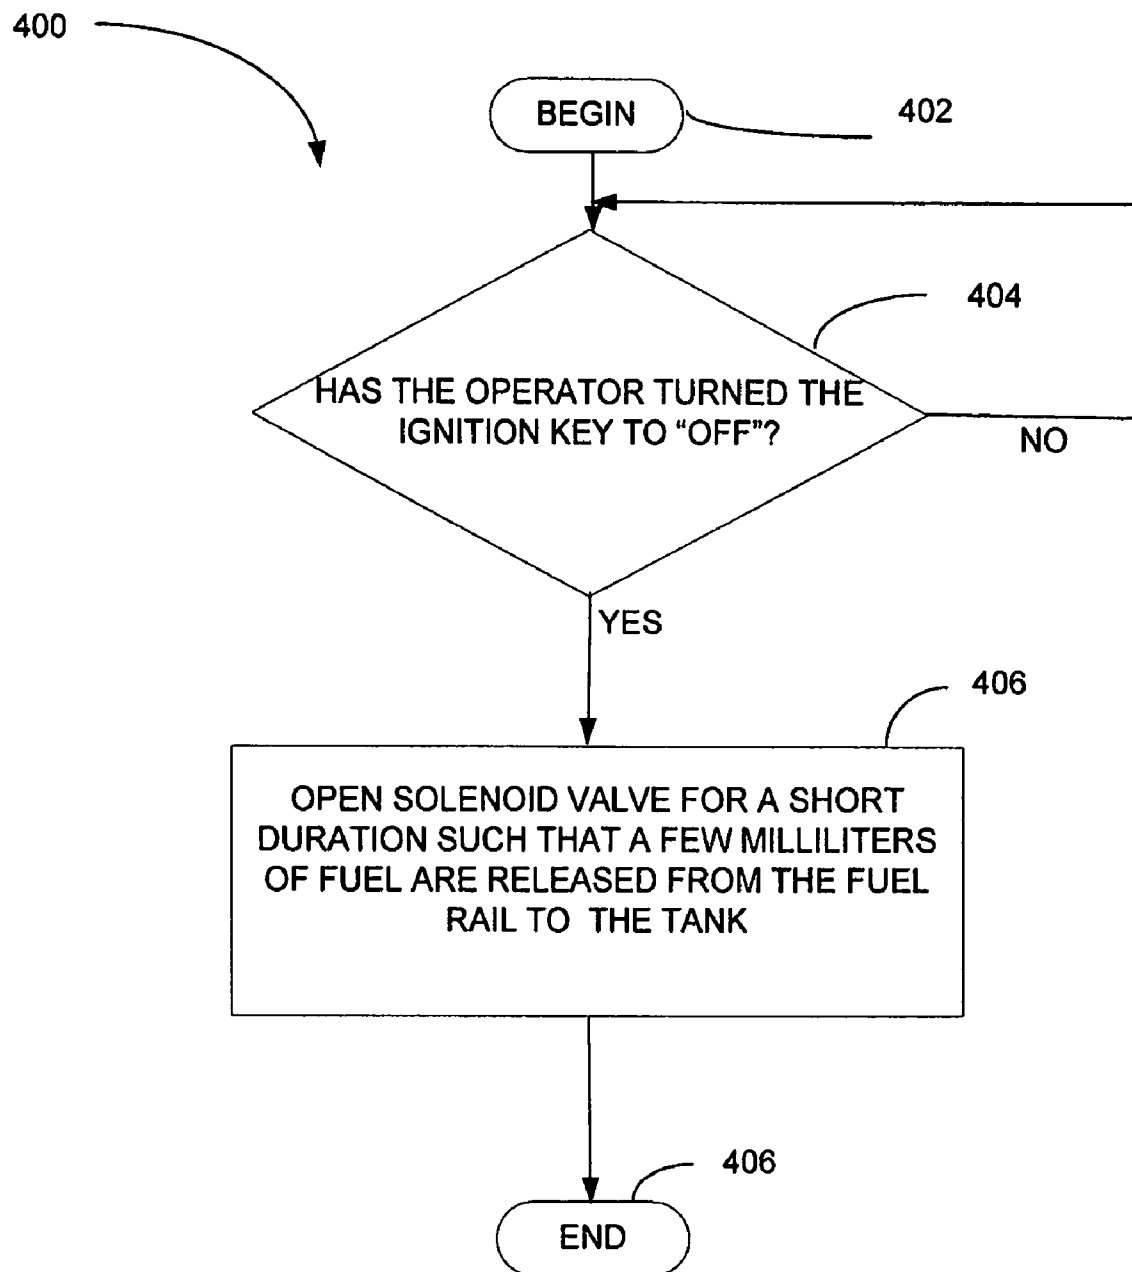 400
BEGIN
402
404
HAS THE OPERATOR TURNED THE
IGNITION KEY TO “OFF”?
NO
YES
406
OPEN SOLENOID VALVE FOR A SHORT
DURATION SUCH THAT A FEW MILLILITERS
OF FUEL ARE RELEASED FROM THE FUEL
RAIL TO THE TANK
406
END